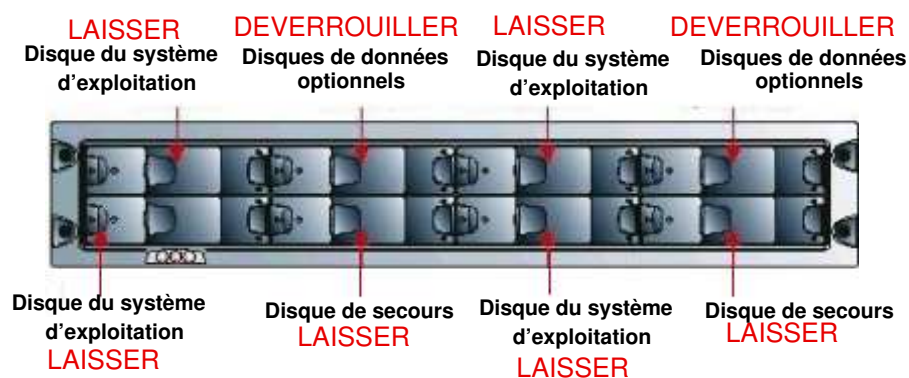 LAISSER
Disque du système
d'exploitation
DEVERROUILLER
Disques de données
optionnels
LAISSER
Disque du système
d'exploitation
DEVERROUILLER
Disques de données
optionnels
Disque du système
d'exploitation
LAISSER
Disque de secours
LAISSER
Disque du système
d'exploitation
LAISSER
Disque de secours
LAISSER